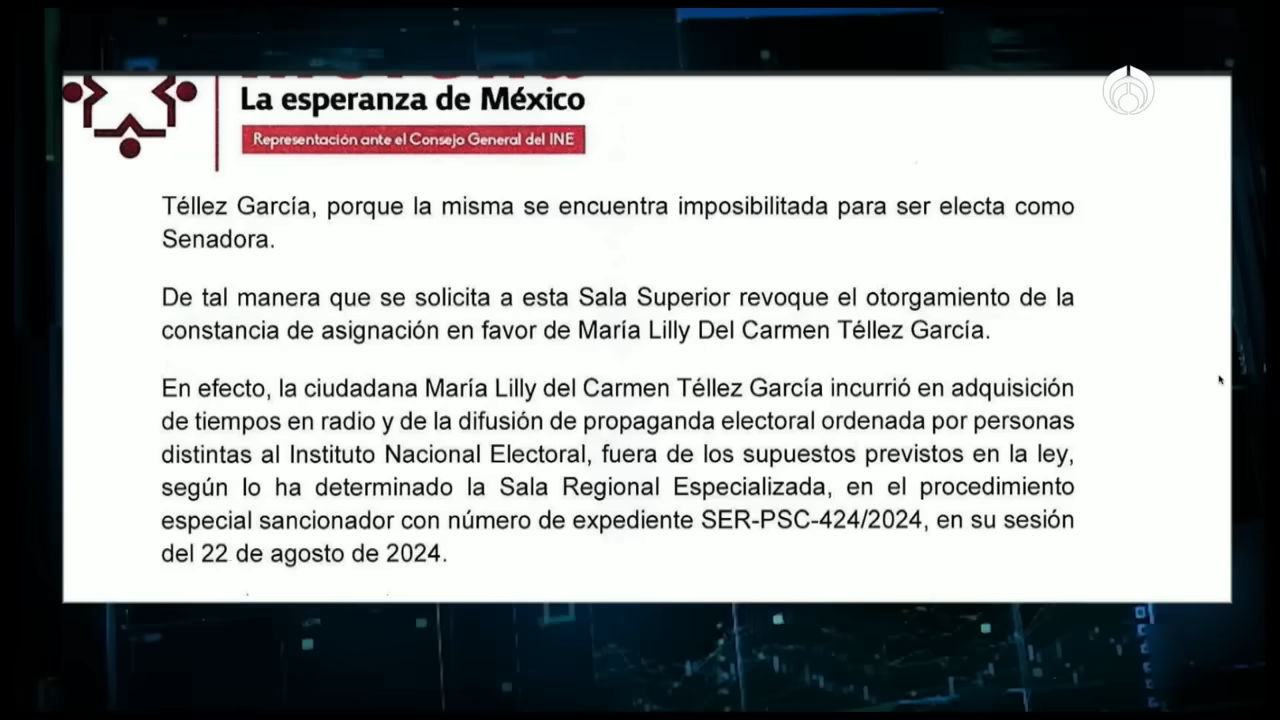 La esperanza de México
Representación ante el Consejo General del INE
Téllez García, porque la misma se encuentra imposibilitada para ser electa como
Senadora.
De tal manera que se solicita a esta Sala Superior revoque el otorgamiento de la
constancia de asignación en favor de María Lilly Del Carmen Téllez García.
En efecto, la ciudadana María Lilly del Carmen Téllez García incurrió en adquisición
de tiempos en radio y de la difusión de propaganda electoral ordenada por personas
distintas al Instituto Nacional Electoral, fuera de los supuestos previstos en la ley,
según lo ha determinado la Sala Regional Especializada, en el procedimiento
especial sancionador con número de expediente SER-PSC-424/2024, en su sesión
del 22 de agosto de 2024.